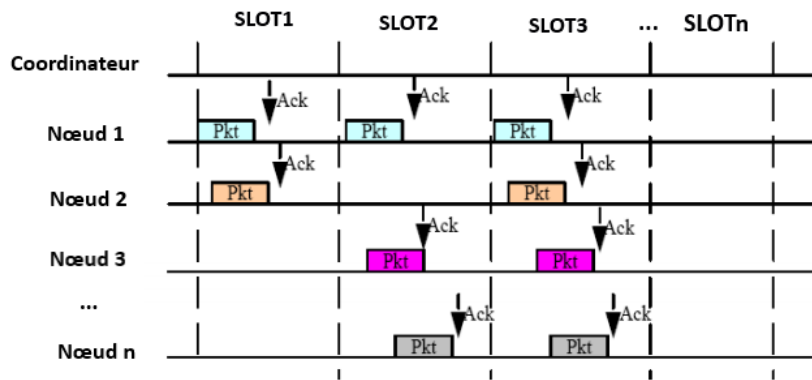 SLOT1 SLOT2 SLOT3 ... SLOTn
Coordinateur
Ack Ack Ack
Nœud 1 Pkt Pkt Pkt
Ack Ack
Nœud 2 Pkt Pkt
Ack Ack
Nœud 3 Pkt Pkt
...
Ack Ack
Nœud n Pkt Pkt